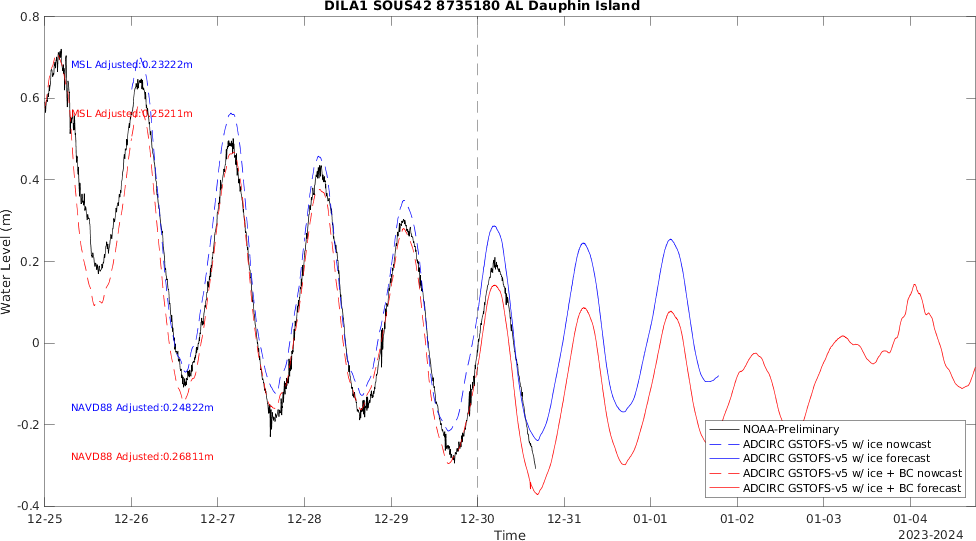 DILA1 SOUS42 8735180 AL Dauphin Island
Water Level (m)
0.8
0.6
0.4
0.2
0
-0.2
-0.4
MSL Adjusted:0.23222m
MSL Adjusted:0.25211m
NAVD88 Adjusted:0.24822m
NAVD88 Adjusted:0.26811m
NOAA-Preliminary
ADCIRC GSTOFS-v5 w/ ice nowcast
ADCIRC GSTOFS-v5 w/ ice forecast
ADCIRC GSTOFS-v5 w/ ice + BC nowcast
ADCIRC GSTOFS-v5 w/ ice + BC forecast
12-25 12-26 12-27 12-28 12-29 12-30 12-31 01-01 01-02 01-03 01-04
Time
2023-2024